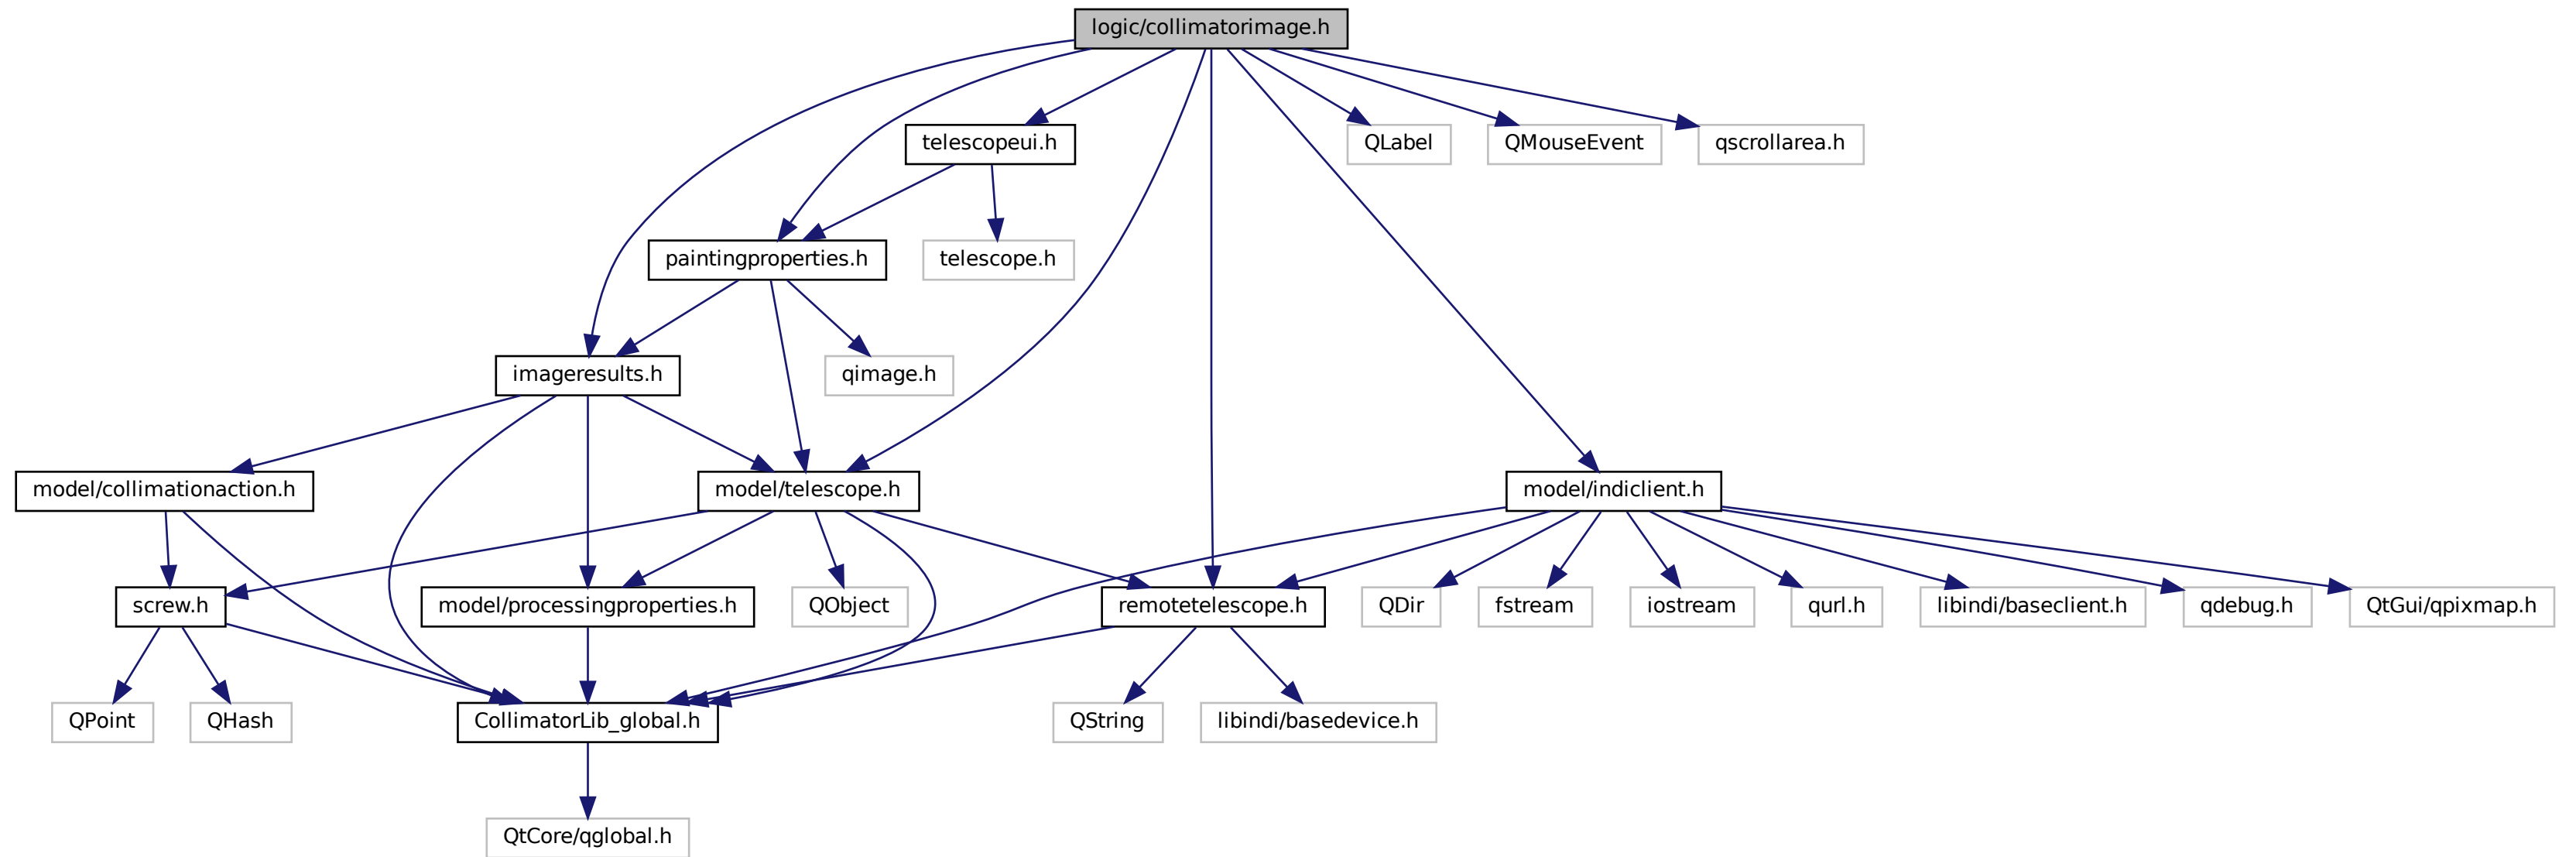 logic/collimatorimage.h
telescopeui.h
QLabel
QMouseEvent
qscrollarea.h
paintingproperties.h
telescope.h
imageresults.h
qimage.h
model/collimationaction.h
model/telescope.h
model/indiclient.h
screw.h
model/processingproperties.h
QObject
remotetelescope.h
QDir
fstream
iostream
qurl.h
libindi/baseclient.h
qdebug.h
QtGui/qpixmap.h
QPoint
QHash
CollimatorLib_global.h
QString
libindi/basedevice.h
QtCore/qglobal.h